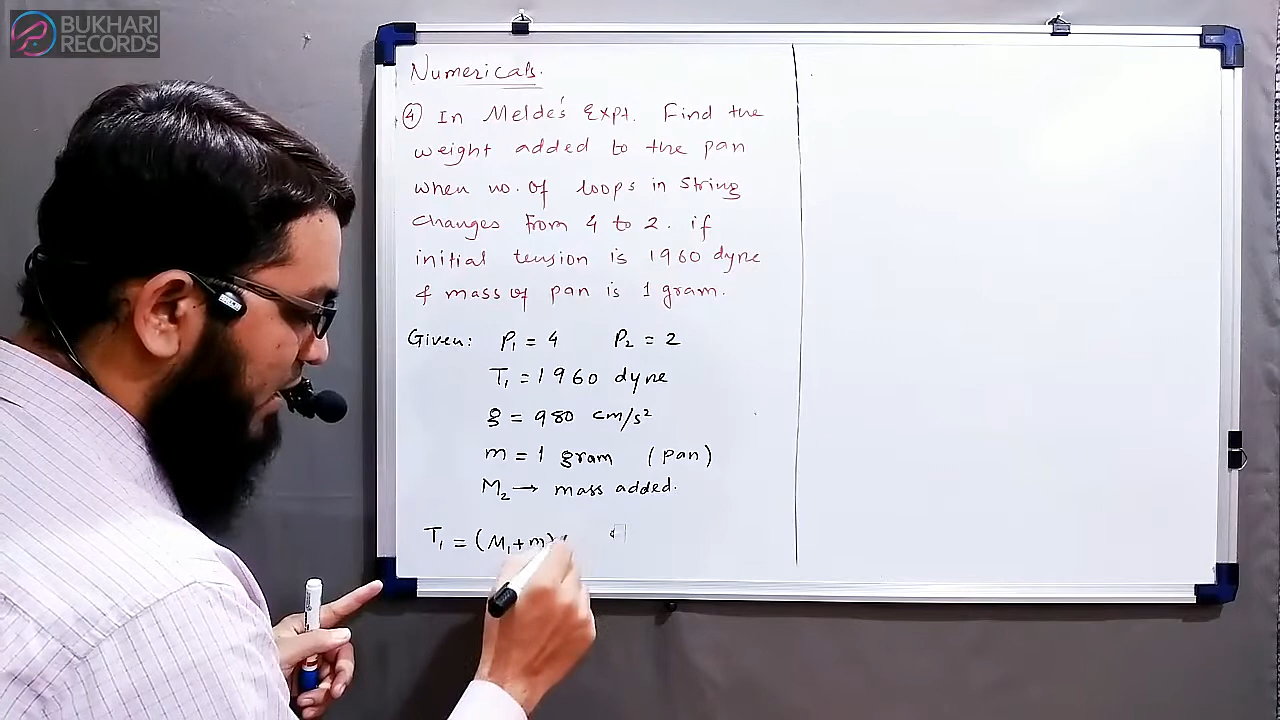 BUKHARI
RECORDS
Numericals.
④ In Melde's Expt. Find the
weight added to the pan
when no. of loops in string
changes from 4 to 2. if
initial tension is 1960 dyne
& mass of pan is 1 gram.
Given: P₁ = 4 P₂ = 2
T₁ = 1960 dyne
g = 980 cm/s²
m = 1 gram (pan)
M₂ → mass added.
T₁ = (M₁+m)